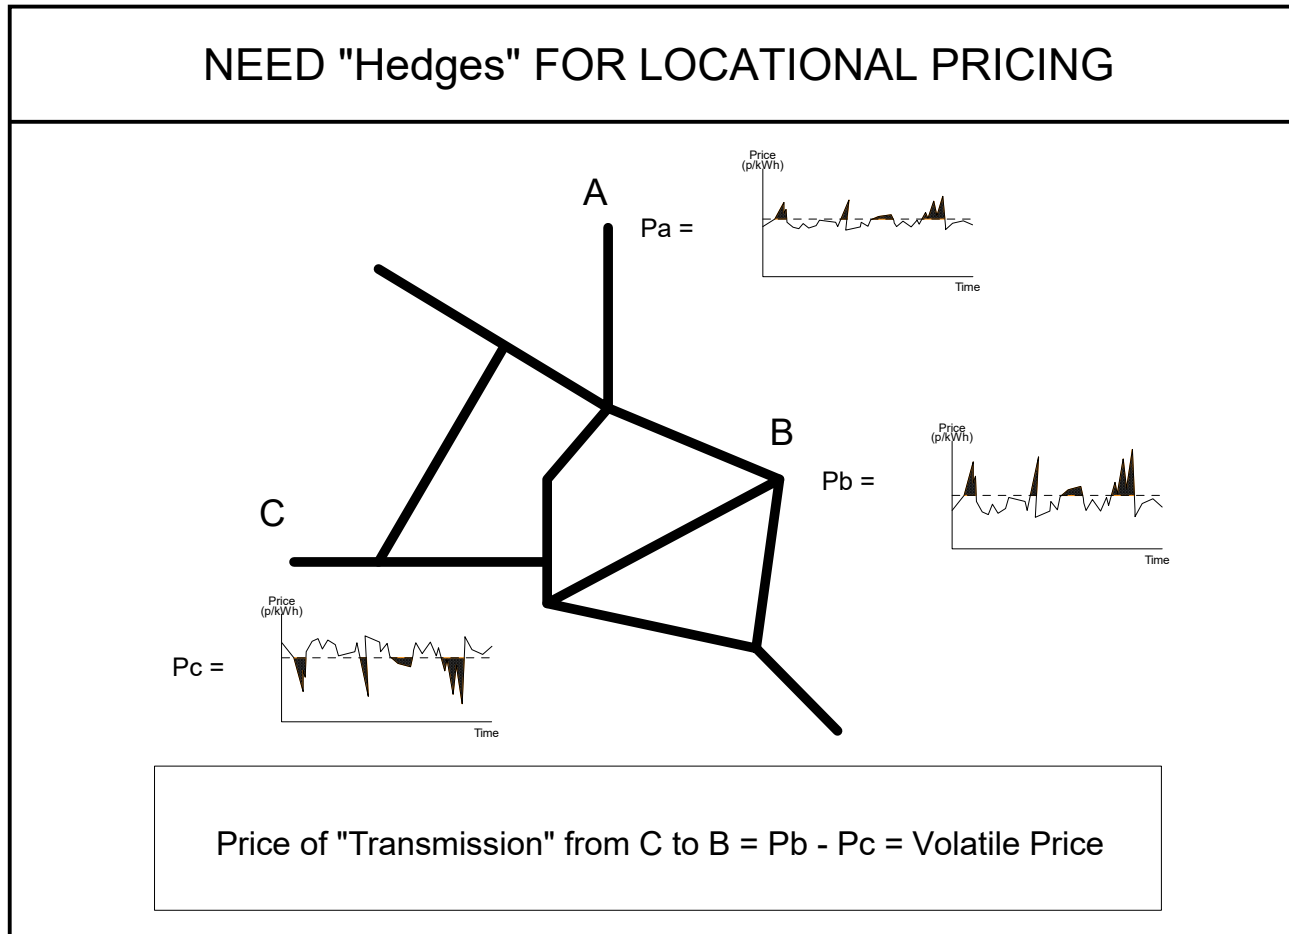 NEED "Hedges" FOR LOCATIONAL PRICING
A
Pa =
Price
(p/kWh)
Time
B
Pb =
Price
(p/kWh)
Time
C
Pc =
Price
(p/kWh)
Time
Price of "Transmission" from C to B = Pb - Pc = Volatile Price